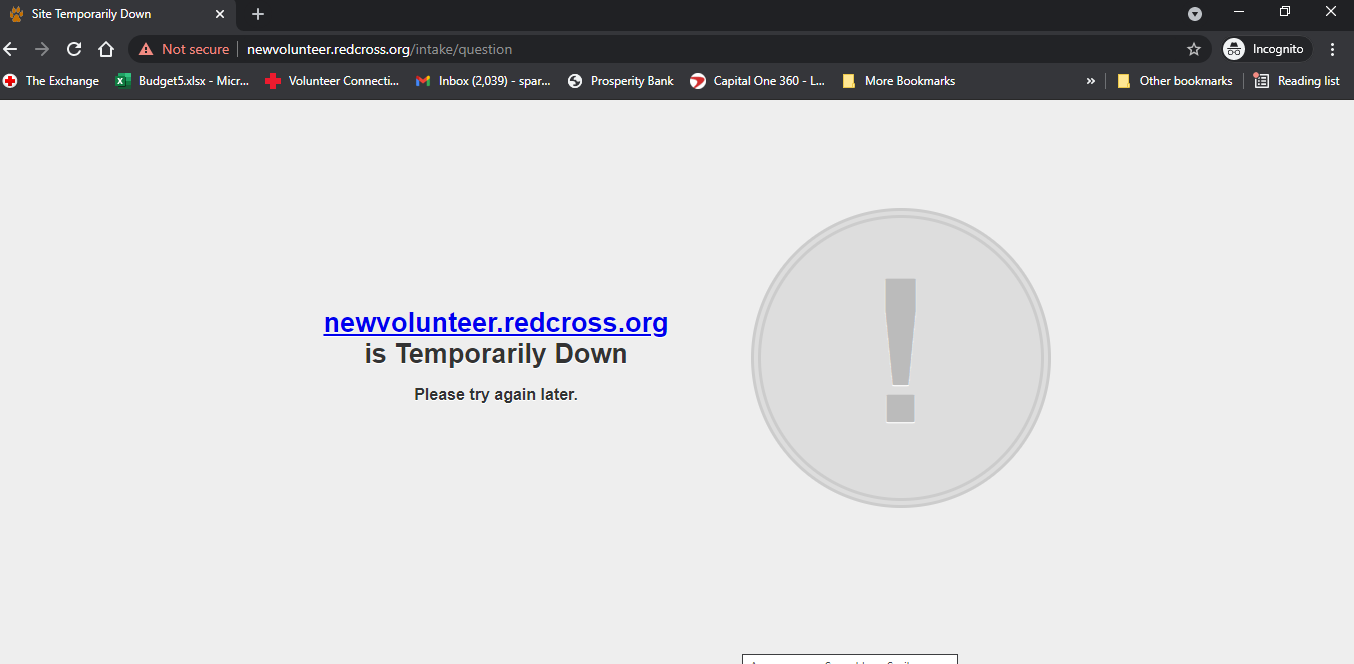 Site Temporarily Down
Not secure newvolunteer.redcross.org/intake/question Incognito
The Exchange Budget5.xlsx - Micr... Volunteer Connecti... Inbox (2,039) - spar... Prosperity Bank Capital One 360 - L... More Bookmarks » Other bookmarks Reading list
newvolunteer.redcross.org
is Temporarily Down
Please try again later.
!